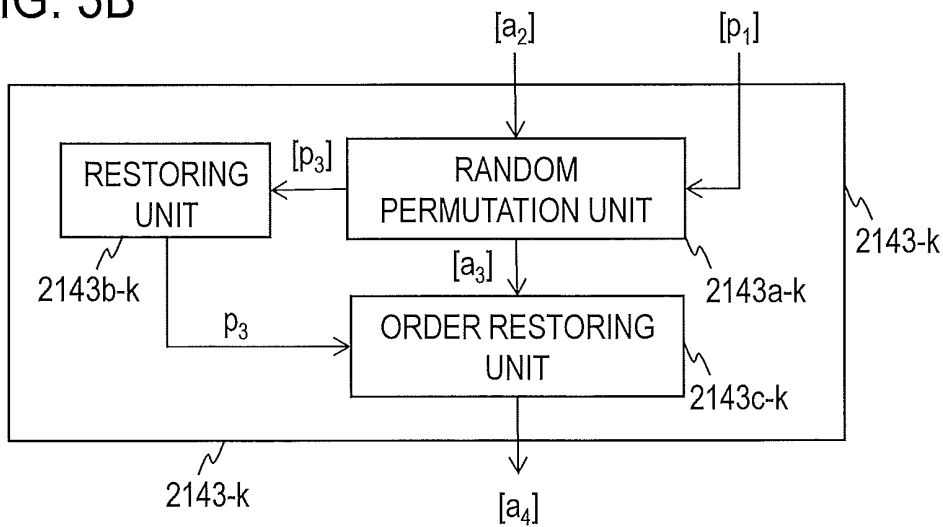 FIG. 3B
[a₂] [p₁]
RESTORING UNIT
[p₃]
RANDOM PERMUTATION UNIT
2143-k
2143b-k
[a₃]
2143a-k
p₃
ORDER RESTORING UNIT
2143c-k
2143-k
[a₄]